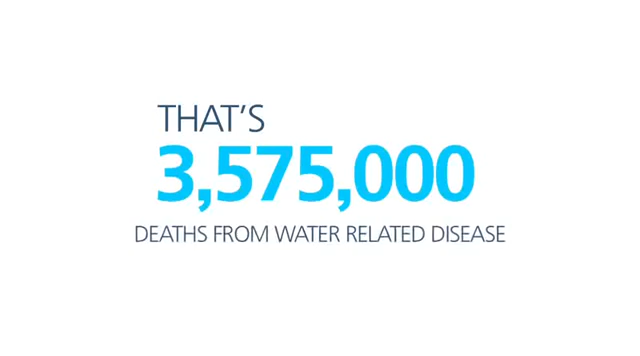 THAT'S
3,575,000
DEATHS FROM WATER RELATED DISEASE